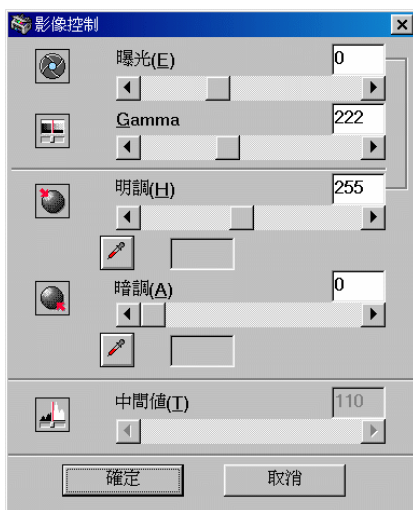 影像控制
曝光(E) 0
Gamma 222
明調(H) 255
暗調(A) 0
中間値(T) 110
確定 取消